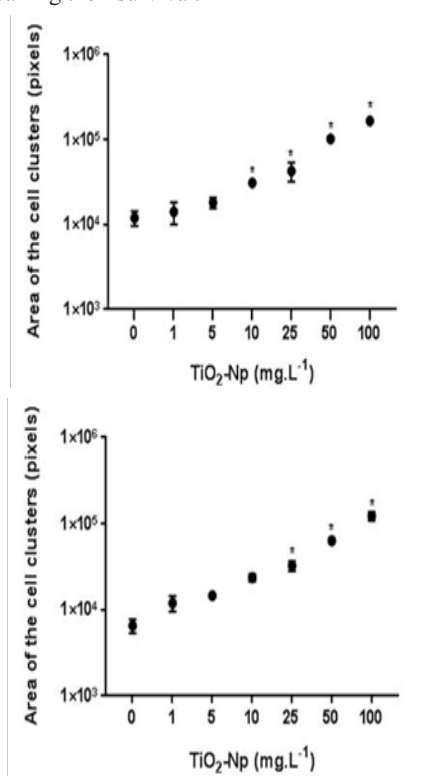 Area of the cell clusters (pixels)
1x10⁶
1x10⁵
1x10⁴
1x10³
* * * *
0 1 5 10 25 50 100
TiO₂-Np (mg.L⁻¹)
Area of the cell clusters (pixels)
1x10⁶
1x10⁵
1x10⁴
1x10³
* * *
0 1 5 10 25 50 100
TiO₂-Np (mg.L⁻¹)